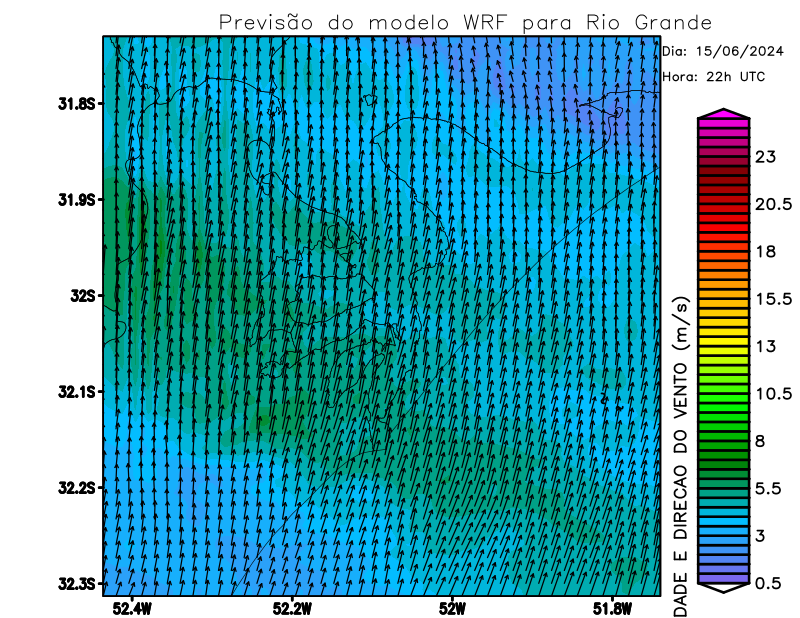 Previsão do modelo WRF para Rio Grande
Dia: 15/06/2024
Hora: 22h UTC
31.8S
31.9S
32S
32.1S
32.2S
32.3S
52.4W
52.2W
52W
51.8W
23
20.5
18
15.5
13
10.5
8
5.5
3
0.5
DADE E DIRECAO DO VENTO (m/s)